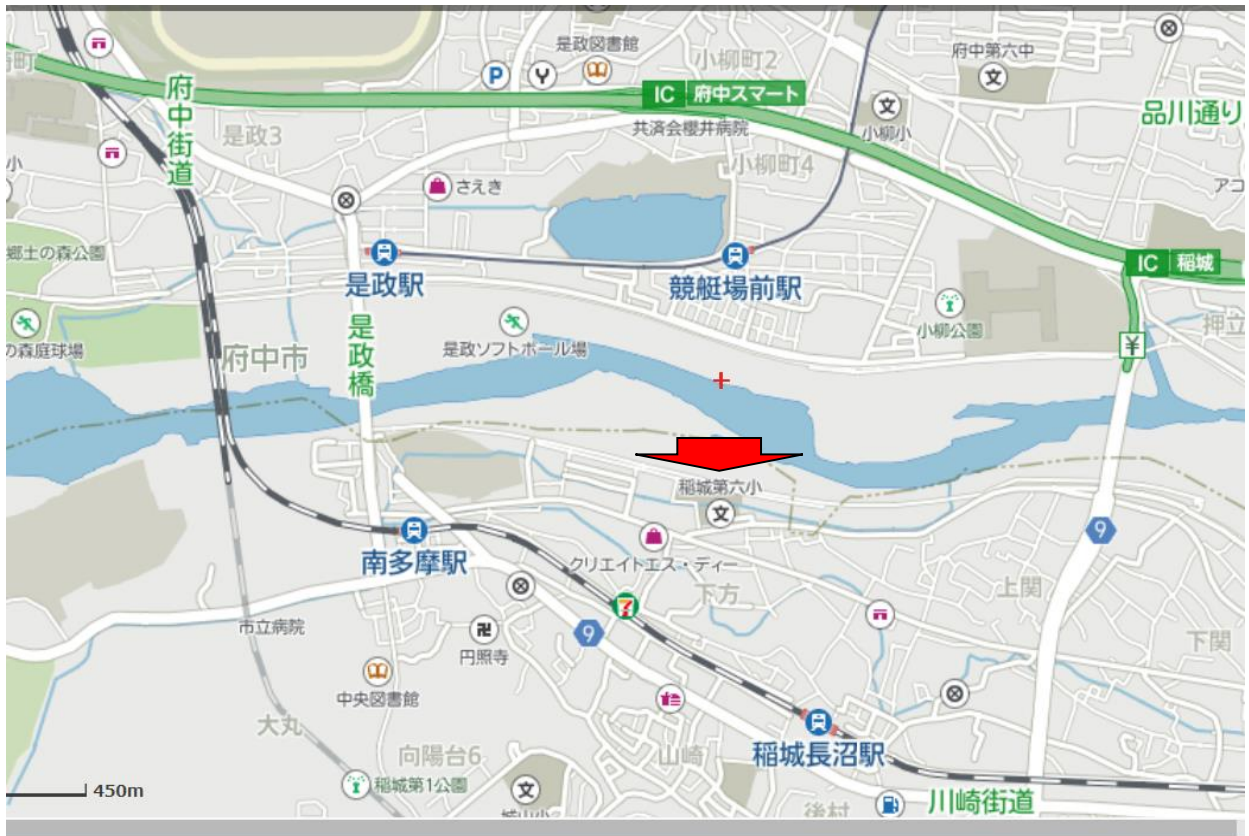 是政図書館
小柳町2
府中第六中
府中街道
P
IC 府中スマート
品川通り
共済会櫻井病院
小柳小
是政3
小柳町4
さえき
アコ
郷土の森公園
是政駅
競艇場前駅
IC 稲城
の森庭球場
府中市
是政橋
是政ソフトボール場
小柳公園
¥
押立
稲城第六小
文
9
南多摩駅
クリエイトエス・ディー
下方
上関
7
9
市立病院
卍
円照寺
下関
中央図書館
大丸
向陽台6
山崎
稲城長沼駅
450m
稲城第1公園
文
城山小
後村
川崎街道